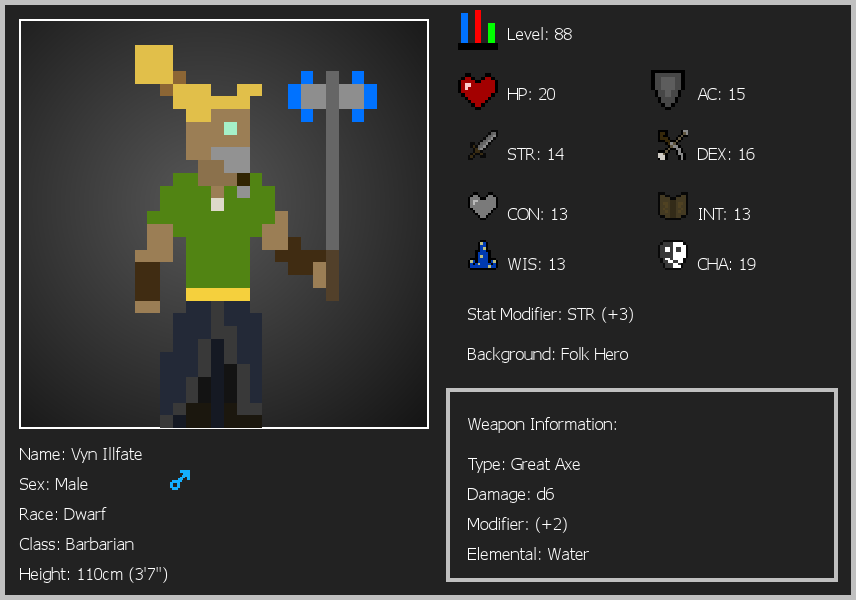 Level: 88
HP: 20
AC: 15
STR: 14
DEX: 16
CON: 13
INT: 13
WIS: 13
CHA: 19
Stat Modifier: STR (+3)
Background: Folk Hero
Weapon Information:
Type: Great Axe
Damage: d6
Modifier: (+2)
Elemental: Water
Name: Vyn Illfate
Sex: Male
Race: Dwarf
Class: Barbarian
Height: 110cm (3'7")